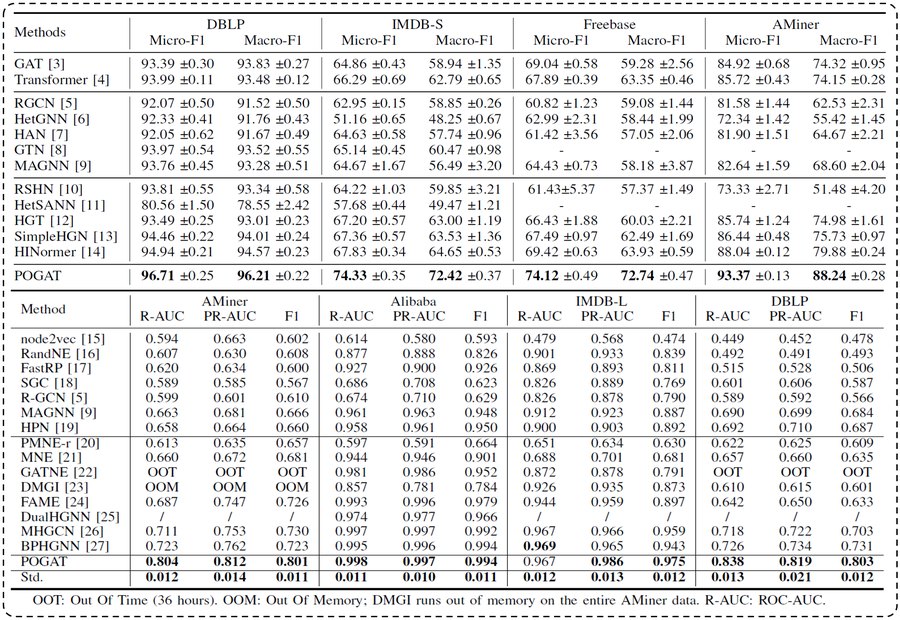 Methods DBLP IMDB-S Freebase AMiner
Micro-F1 Macro-F1 Micro-F1 Macro-F1 Micro-F1 Macro-F1 Micro-F1 Macro-F1
GAT [3] 93.39 ±0.30 93.83 ±0.27 64.86 ±0.43 58.94 ±1.35 69.04 ±0.58 59.28 ±2.56 84.92 ±0.68 74.32 ±0.95
Transformer [4] 93.99 ±0.11 93.48 ±0.12 66.29 ±0.69 62.79 ±0.65 67.89 ±0.39 63.35 ±0.46 85.72 ±0.43 74.15 ±0.28
RGCN [5] 92.07 ±0.50 91.52 ±0.50 62.95 ±0.15 58.85 ±0.26 60.82 ±1.23 59.08 ±1.44 81.58 ±1.44 62.53 ±2.31
HetGNN [6] 92.33 ±0.41 91.76 ±0.43 51.16 ±0.65 48.25 ±0.67 62.99 ±2.31 58.44 ±1.99 72.34 ±1.42 55.42 ±1.45
HAN [7] 92.05 ±0.62 91.67 ±0.49 64.63 ±0.58 57.74 ±0.96 61.42 ±3.56 57.05 ±2.06 81.90 ±1.51 64.67 ±2.21
GTN [8] 93.97 ±0.54 93.52 ±0.55 65.14 ±0.45 60.47 ±0.98 - - - -
MAGNN [9] 93.76 ±0.45 93.28 ±0.51 64.67 ±1.67 56.49 ±3.20 64.43 ±0.73 58.18 ±3.87 82.64 ±1.59 68.60 ±2.04
RSHN [10] 93.81 ±0.55 93.34 ±0.58 64.22 ±1.03 59.85 ±3.21 61.43±5.37 57.37 ±1.49 73.33 ±2.71 51.48 ±4.20
HetSANN [11] 80.56 ±1.50 78.55 ±2.42 57.68 ±0.44 49.47 ±1.21 - - - -
HGT [12] 93.49 ±0.25 93.01 ±0.23 67.20 ±0.57 63.00 ±1.19 66.43 ±1.88 60.03 ±2.21 85.74 ±1.24 74.98 ±1.61
SimpleHGN [13] 94.46 ±0.22 94.01 ±0.24 67.36 ±0.57 63.53 ±1.36 67.49 ±0.97 62.49 ±1.69 86.44 ±0.48 75.73 ±0.97
HINormer [14] 94.94 ±0.21 94.57 ±0.23 67.83 ±0.34 64.65 ±0.53 69.42 ±0.63 63.93 ±0.59 88.04 ±0.12 79.88 ±0.24
POGAT 96.71 ±0.25 96.21 ±0.22 74.33 ±0.35 72.42 ±0.37 74.12 ±0.49 72.74 ±0.47 93.37 ±0.13 88.24 ±0.28
Method AMiner Alibaba IMDB-L DBLP
R-AUC PR-AUC F1 R-AUC PR-AUC F1 R-AUC PR-AUC F1 R-AUC PR-AUC F1
node2vec [15] 0.594 0.663 0.602 0.614 0.580 0.593 0.479 0.568 0.474 0.449 0.452 0.478
RandNE [16] 0.607 0.630 0.608 0.877 0.888 0.826 0.901 0.933 0.839 0.492 0.491 0.493
FastRP [17] 0.620 0.634 0.600 0.927 0.900 0.926 0.869 0.893 0.811 0.515 0.528 0.506
SGC [18] 0.589 0.585 0.567 0.686 0.708 0.623 0.826 0.889 0.769 0.601 0.606 0.587
R-GCN [5] 0.599 0.601 0.610 0.674 0.710 0.629 0.826 0.878 0.790 0.589 0.592 0.566
MAGNN [9] 0.663 0.681 0.666 0.961 0.963 0.948 0.912 0.923 0.887 0.690 0.699 0.684
HPN [19] 0.658 0.664 0.660 0.958 0.961 0.950 0.900 0.903 0.892 0.692 0.710 0.687
PMNE-r [20] 0.613 0.635 0.657 0.597 0.591 0.664 0.651 0.634 0.630 0.622 0.625 0.609
MNE [21] 0.660 0.672 0.681 0.944 0.946 0.901 0.688 0.701 0.681 0.657 0.660 0.635
GATNE [22] OOT OOT OOT 0.981 0.986 0.952 0.872 0.878 0.791 OOT OOT OOT
DMGI [23] OOM OOM OOM 0.857 0.781 0.784 0.926 0.935 0.873 0.610 0.615 0.601
FAME [24] 0.687 0.747 0.726 0.993 0.996 0.979 0.944 0.959 0.897 0.642 0.650 0.633
DualHGNN [25] / / / 0.974 0.977 0.966 / / / / / /
MHGCN [26] 0.711 0.753 0.730 0.997 0.997 0.992 0.967 0.966 0.959 0.718 0.722 0.703
BPHGNN [27] 0.723 0.762 0.723 0.995 0.996 0.994 0.969 0.965 0.943 0.726 0.734 0.731
POGAT 0.804 0.812 0.801 0.998 0.997 0.994 0.967 0.986 0.975 0.838 0.819 0.803
Std. 0.012 0.014 0.011 0.011 0.010 0.011 0.012 0.013 0.012 0.013 0.021 0.012
OOT: Out Of Time (36 hours). OOM: Out Of Memory; DMGI runs out of memory on the entire AMiner data. R-AUC: ROC-AUC.